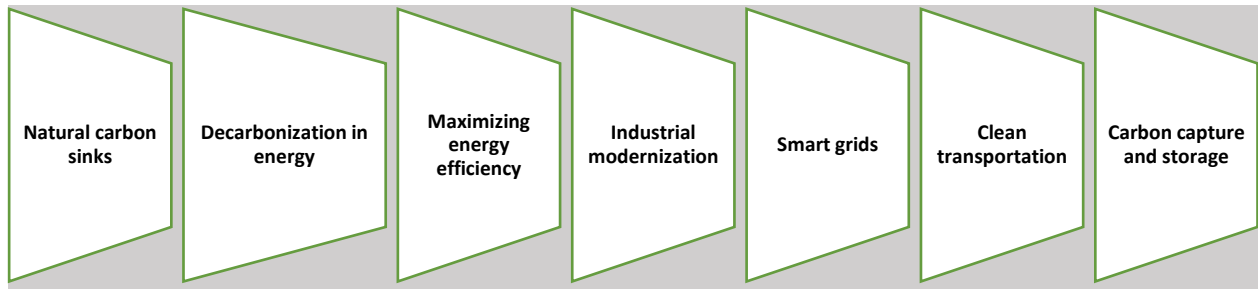 Natural carbon
sinks
Decarbonization in
energy
Maximizing
energy
efficiency
Industrial
modernization
Smart grids
Clean
transportation
Carbon capture
and storage